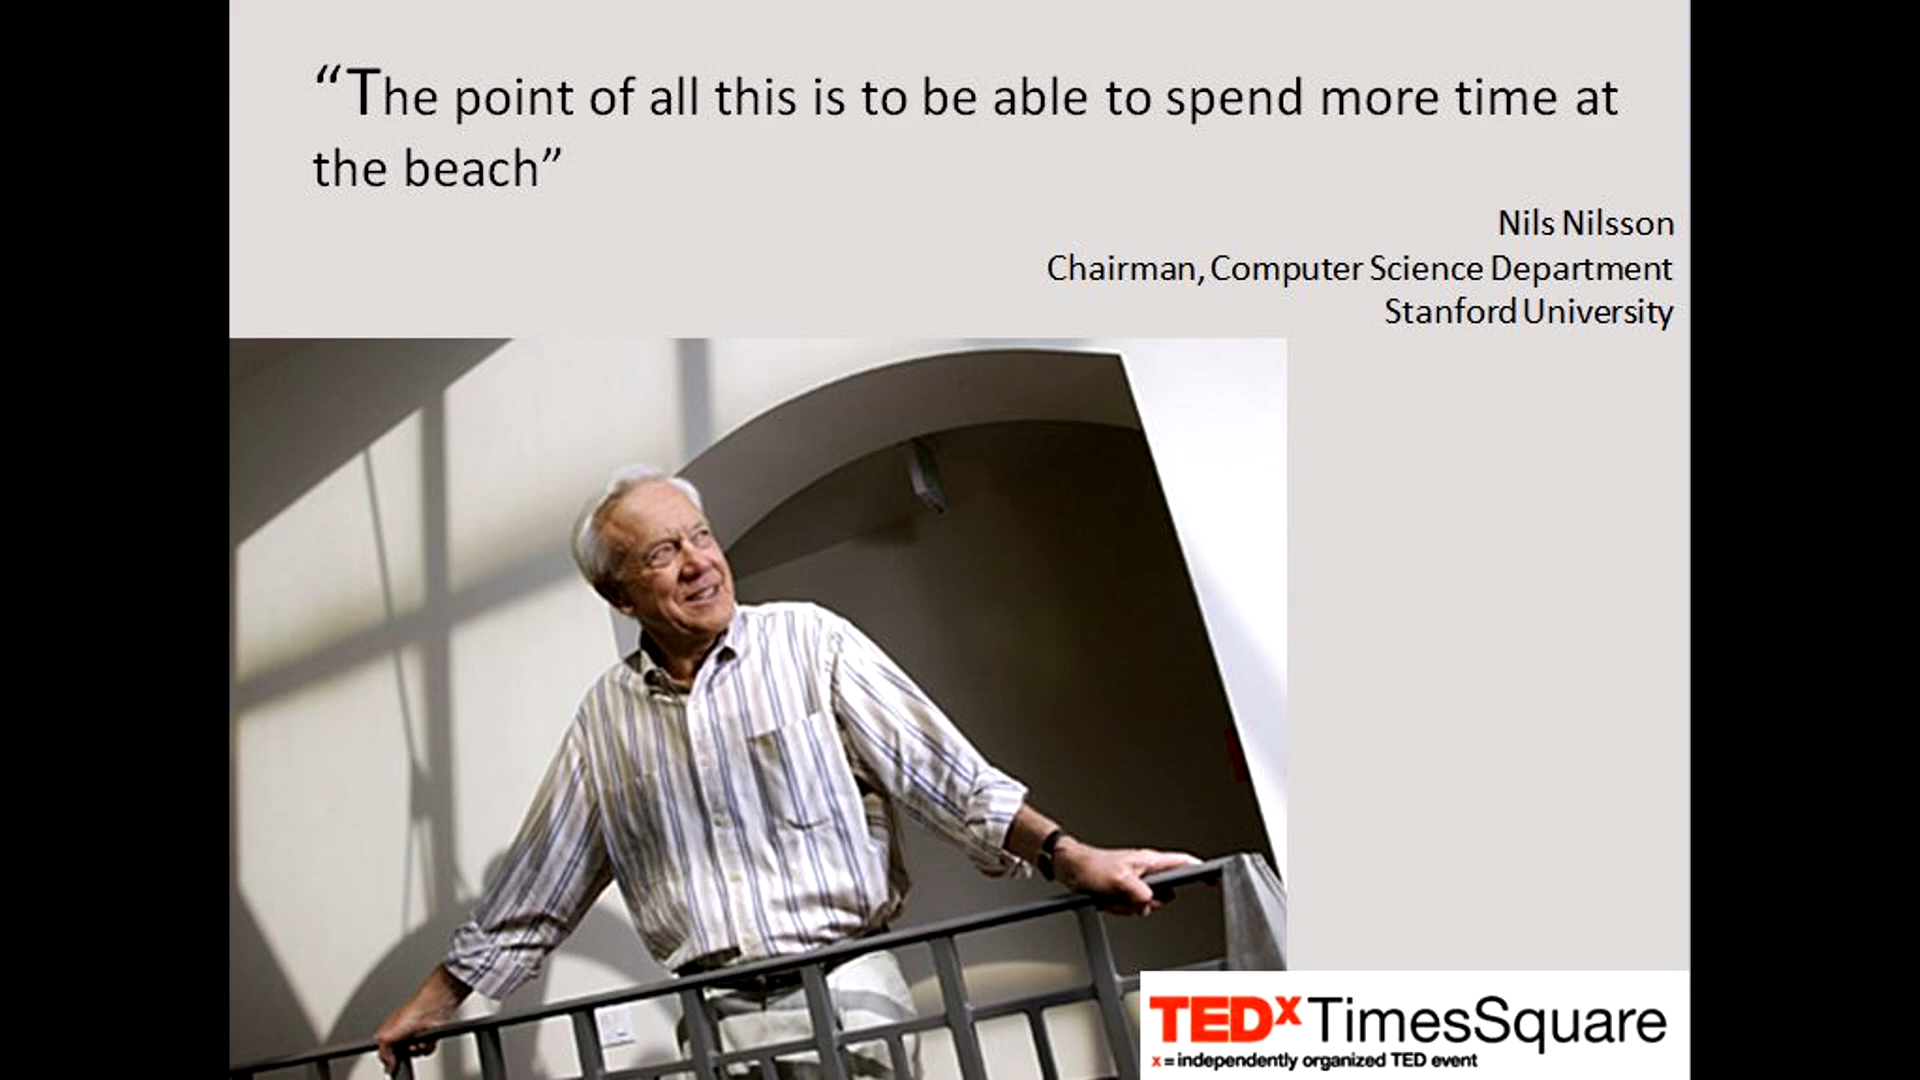 “The point of all this is to be able to spend more time at
the beach”
Nils Nilsson
Chairman, Computer Science Department
Stanford University
TEDx TimesSquare
x = independently organized TED event